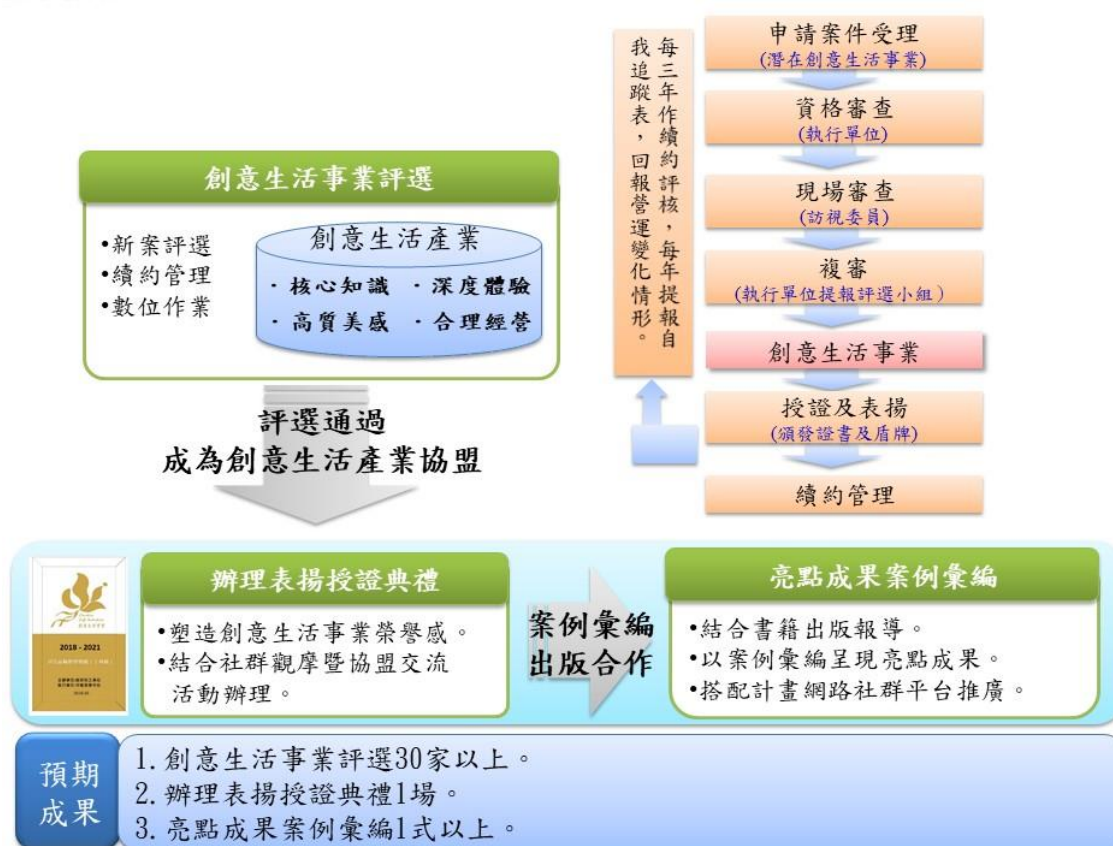 創意生活事業評選
•新案評選
•續約管理
•數位作業
創意生活產業
．核心知識 ．深度體驗
．高質美感 ．合理經營
評選通過
成為創意生活產業協盟
每三年作續約評核，每年提報自
我追蹤表，回報營運變化情形。
申請案件受理
(潛在創意生活事業)
資格審查
(執行單位)
現場審查
(訪視委員)
複審
(執行單位提報評選小組)
創意生活事業
授證及表揚
(頒發證書及盾牌)
續約管理
2018 - 2021
辦理表揚授證典禮
•塑造創意生活事業榮譽感。
•結合社群觀摩暨協盟交流
活動辦理。
案例彙編
出版合作
亮點成果案例彙編
•結合書籍出版報導。
•以案例彙編呈現亮點成果。
•搭配計畫網路社群平台推廣。
預期
成果
1.創意生活事業評選30家以上。
2.辦理表揚授證典禮1場。
3.亮點成果案例彙編1式以上。